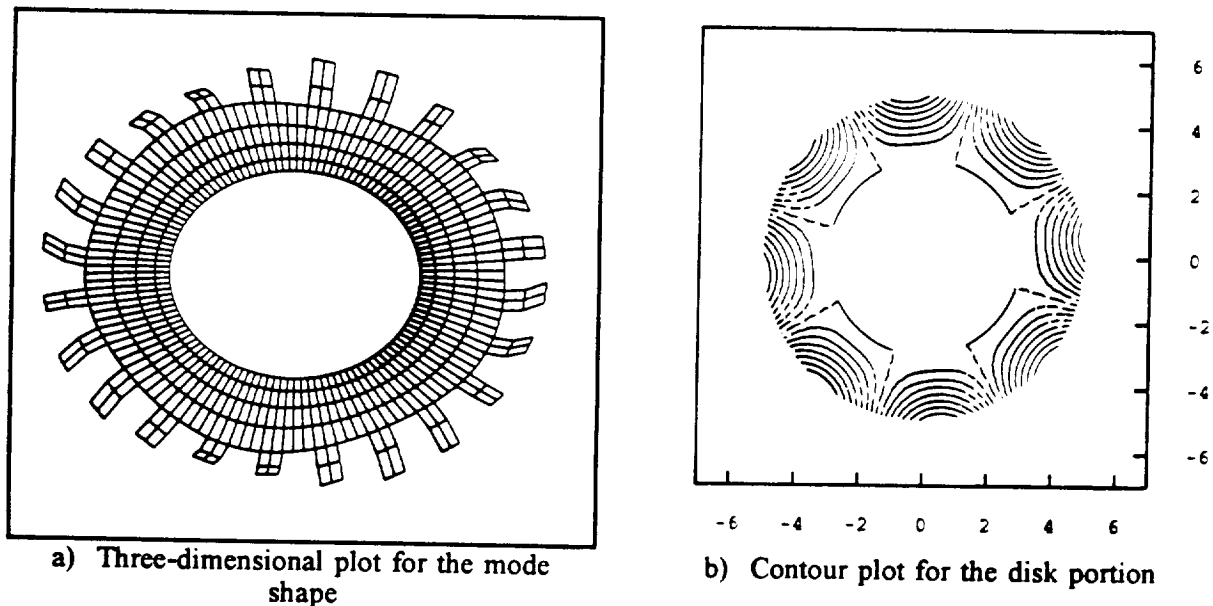 6
4
2
0
-2
-4
-6
-6 -4 -2 0 2 4 6
a) Three-dimensional plot for the mode
shape
b) Contour plot for the disk portion